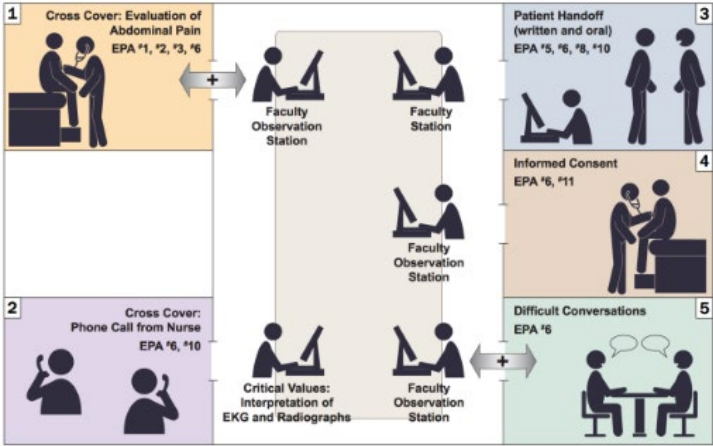 1
Cross Cover: Evaluation of
Abdominal Pain
EPA #1, #2, #3, #6
+
Faculty
Observation
Station
Faculty
Station
3
Patient Handoff
(written and oral)
EPA #5, #6, #8, #10
4
Informed Consent
EPA #6, #11
Faculty
Observation
Station
2
Cross Cover:
Phone Call from Nurse
EPA #6, #10
Critical Values:
Interpretation of
EKG and Radiographs
Faculty
Observation
Station
+
5
Difficult Conversations
EPA #6